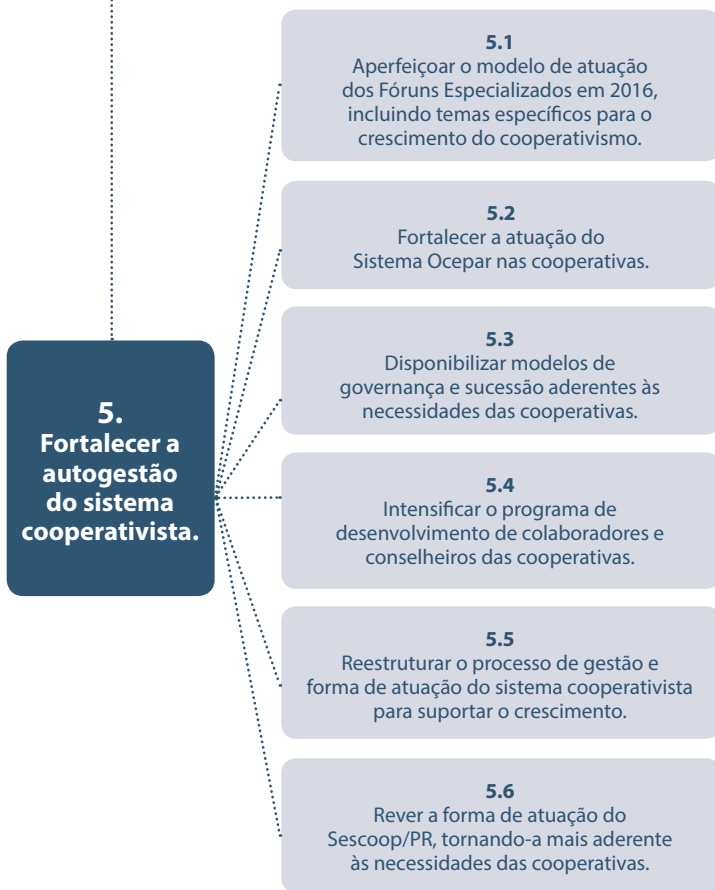 5.
Fortalecer a
autogestão
do sistema
cooperativista.
5.1
Aperfeiçoar o modelo de atuação
dos Fóruns Especializados em 2016,
incluindo temas específicos para o
crescimento do cooperativismo.
5.2
Fortalecer a atuação do
Sistema Ocepar nas cooperativas.
5.3
Disponibilizar modelos de
governança e sucessão aderentes às
necessidades das cooperativas.
5.4
Intensificar o programa de
desenvolvimento de colaboradores e
conselheiros das cooperativas.
5.5
Reestruturar o processo de gestão e
forma de atuação do sistema cooperativista
para suportar o crescimento.
5.6
Rever a forma de atuação do
Sescoop/PR, tornando-a mais aderente
às necessidades das cooperativas.